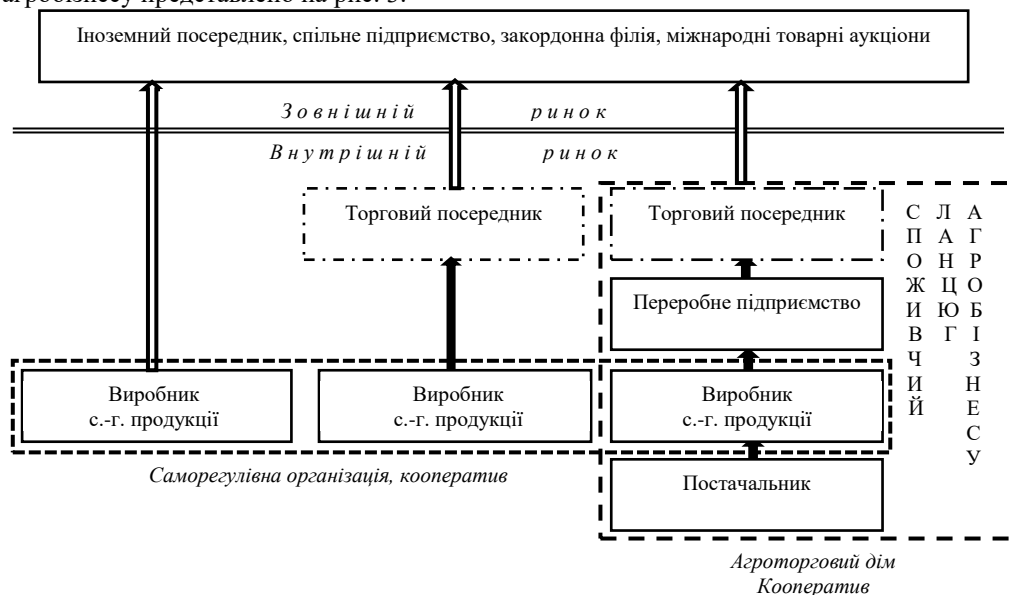 агробізнесу представлено на рис. 3.
Іноземний посередник, спільне підприємство, закордонна філія, міжнародні товарні аукціони
Зовнішній ринок
Внутрішній ринок
Торговий посередник
Торговий посередник
Переробне підприємство
Виробник
с.-г. продукції
Виробник
с.-г. продукції
Виробник
с.-г. продукції
Саморегулівна організація, кооператив
Постачальник
Агроторговий дім
Кооператив
СПОЖИВЧИЙ
ЛАНЦЮГ
АГРОБІЗНЕСУ